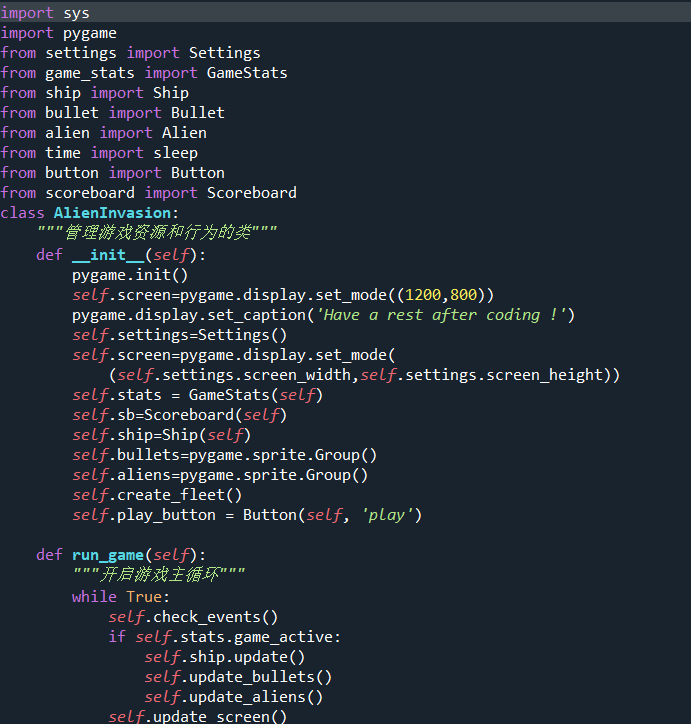 import sys
import pygame
from settings import Settings
from game_stats import GameStats
from ship import Ship
from bullet import Bullet
from alien import Alien
from time import sleep
from button import Button
from scoreboard import Scoreboard
class AlienInvasion:
    """管理游戏资源和行为的类"""
    def __init__(self):
        pygame.init()
        self.screen=pygame.display.set_mode((1200,800))
        pygame.display.set_caption('Have a rest after coding !')
        self.settings=Settings()
        self.screen=pygame.display.set_mode(
            (self.settings.screen_width,self.settings.screen_height))
        self.stats = GameStats(self)
        self.sb=Scoreboard(self)
        self.ship=Ship(self)
        self.bullets=pygame.sprite.Group()
        self.aliens=pygame.sprite.Group()
        self.create_fleet()
        self.play_button = Button(self, 'play')

    def run_game(self):
        """开启游戏主循环"""
        while True:
            self.check_events()
            if self.stats.game_active:
                self.ship.update()
                self.update_bullets()
                self.update_aliens()
            self.update_screen()